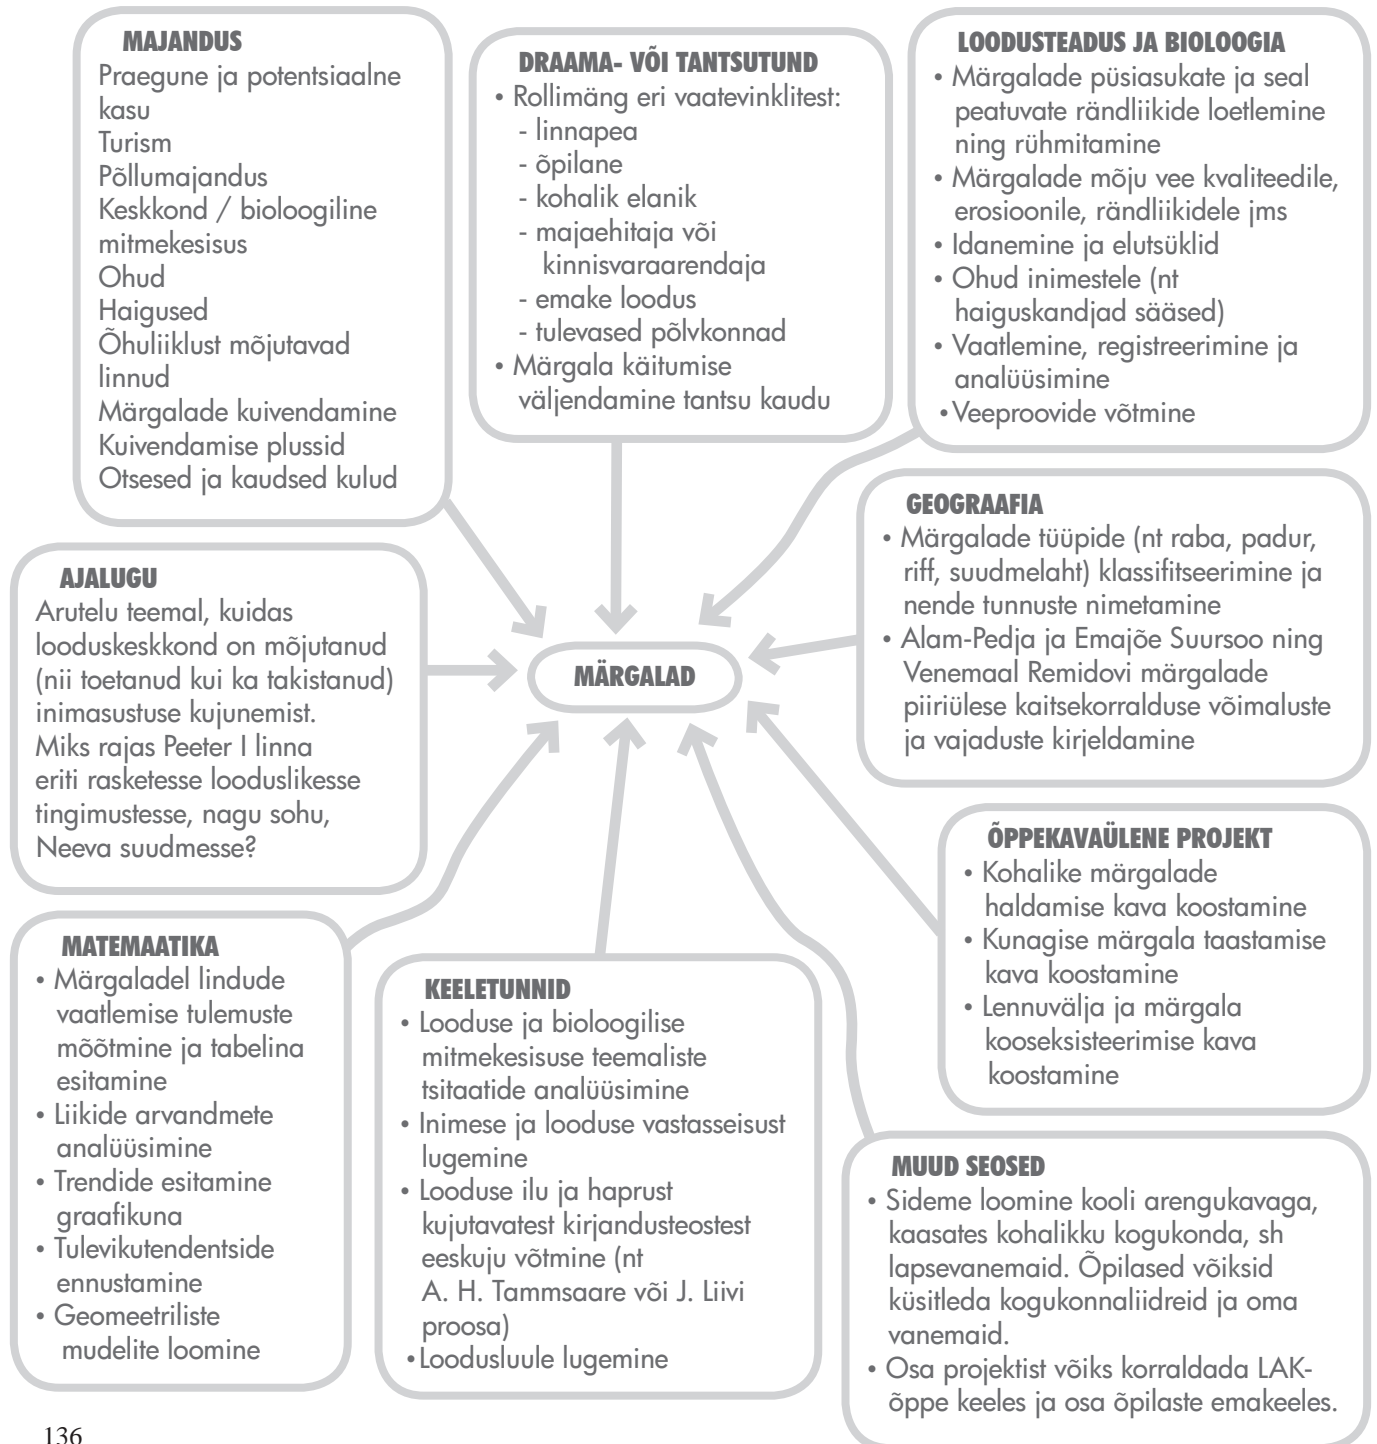 MAJANDUS
Praegune ja potentsiaalne
kasu
Turism
Põllumajandus
Keskkond / bioloogiline
mitmekesisus
Ohud
Haigused
Õhuliiklust mõjutavad
linnud
Märgalade kuivendamine
Kuivendamise plussid
Otsesed ja kaudsed kulud
DRAAMA- VÕI TANTSUTUND
• Rollimäng eri vaatevinklitest:
- linnapea
- õpilane
- kohalik elanik
- majaehitaja või
kinnisvaraarendaja
- emake loodus
- tulevased põlvkonnad
• Märgala käitumise
väljendamine tantsu kaudu
LOODUSTEADUS JA BIOLOOGIA
• Märgalade püsiasukate ja seal
peatuvate rändliikide loetlemine
ning rühmitamine
• Märgalade mõju vee kvaliteedile,
erosioonile, rändliikidele jms
• Idanemine ja elutsüklid
• Ohud inimestele (nt
haiguskandjad sääsed)
• Vaatlemine, registreerimine ja
analüüsimine
• Veeproovide võtmine
GEOGRAAFIA
• Märgalade tüüpide (nt raba, padur,
riff, suudmelaht) klassifitseerimine ja
nende tunnuste nimetamine
• Alam-Pedja ja Emajõe Suursoo ning
Venemaal Remidovi märgalade
piiriülese kaitsekorralduse võimaluste
ja vajaduste kirjeldamine
AJALUGU
Arutelu teemal, kuidas
looduskeskkond on mõjutanud
(nii toetanud kui ka takistanud)
inimasustuse kujunemist.
Miks rajas Peeter I linna
eriti rasketesse looduslikesse
tingimustesse, nagu sohu,
Neeva suudmesse?
MÄRGALAD
ÕPPEKAVAÜLENE PROJEKT
• Kohalike märgalade
haldamise kava koostamine
• Kunagise märgala taastamise
kava koostamine
• Lennuvälja ja märgala
kooseksisteerimise kava
koostamine
MATEMAATIKA
• Märgaladel lindude
vaatlemise tulemuste
mõõtmine ja tabelina
esitamine
• Liikide arvandmete
analüüsimine
• Trendide esitamine
graafikuna
• Tulevikutendentside
ennustamine
• Geomeetriliste
mudelite loomine
KEELETUNNID
• Looduse ja bioloogilise
mitmekesisuse teemaliste
tsitaatide analüüsimine
• Inimese ja looduse vastasseisust
lugemine
• Looduse ilu ja haprust
kujutavatest kirjandusteostest
eeskuju võtmine (nt
A. H. Tammsaare või J. Liivi
proosa)
• Loodusluule lugemine
MUUD SEOSED
• Sideme loomine kooli arengukavaga,
kaasates kohalikku kogukonda, sh
lapsevanemaid. Õpilased võiksid
küsitleda kogukonnaliidreid ja oma
vanemaid.
• Osa projektist võiks korraldada LAK-
õppe keeles ja osa õpilaste emakeeles.
136